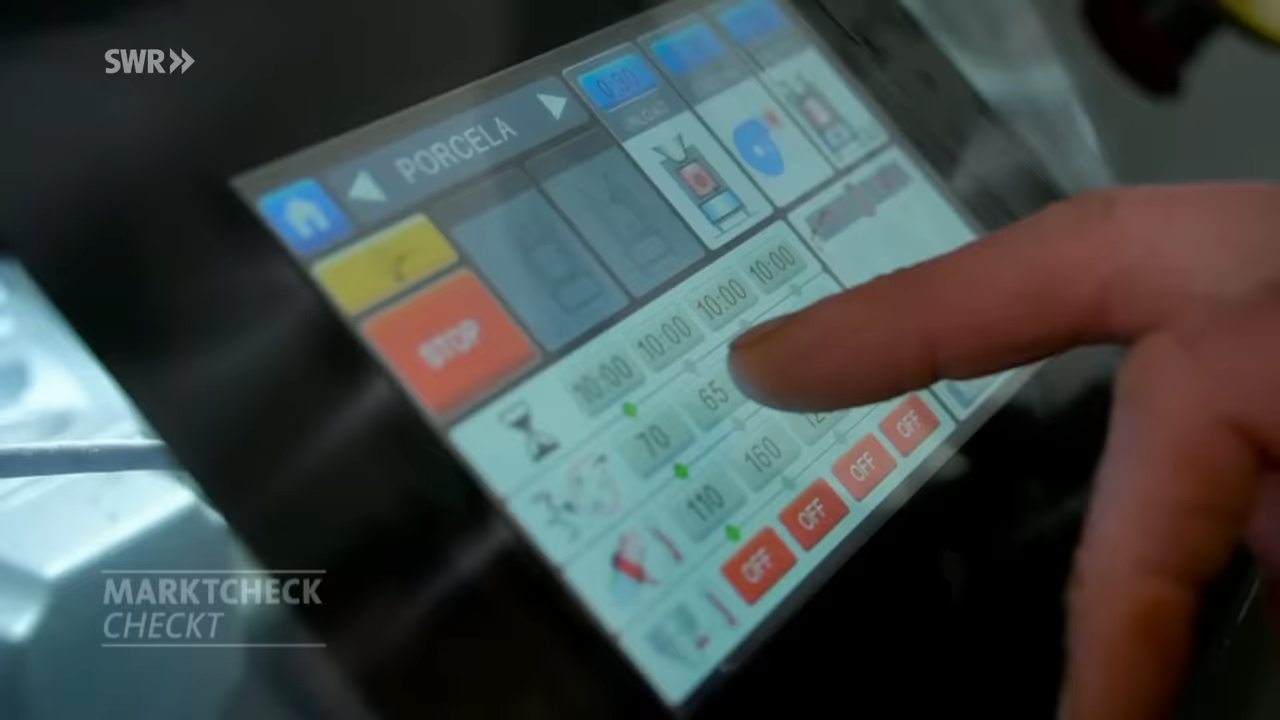 SWR»
PORCELA
0:30
STOP
10:00 10:00 10:00 10:00
70 65
110 160
OFF OFF OFF OFF
MARKTCHECK
CHECKT